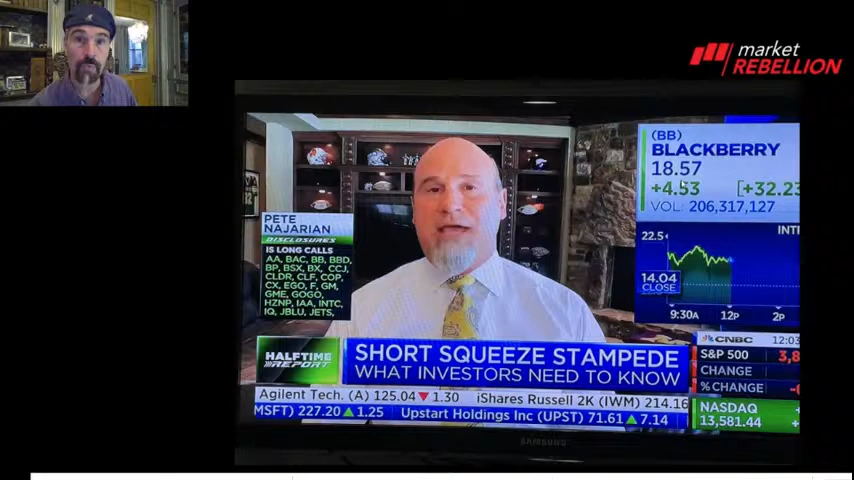 market
REBELLION
(BB)
BLACKBERRY
18.57
+4.53 [+32.23
VOL: 206,317,127
PETE
NAJARIAN
DISCLOSURES
IS LONG CALLS
AA, BAC, BB, BBD,
BP, BSX, BX, CCJ,
CLDR, CLF, COP,
CX, EGO, F, GM,
GME, GOGO,
HZNP, IAA, INTC,
IQ, JBLU, JETS,
INT
22.5
14.04
CLOSE
9:30A 12P 2P
HALFTIME
REPORT
SHORT SQUEEZE STAMPEDE
WHAT INVESTORS NEED TO KNOW
CNBC 12:03
S&P 500 3,8
CHANGE
% CHANGE
NASDAQ
13,581.44
Agilent Tech. (A) 125.04 ▼ 1.30 iShares Russell 2K (IWM) 214.16
MSFT) 227.20 ▲ 1.25 Upstart Holdings Inc (UPST) 71.61 ▲ 7.14
SAMSUNG